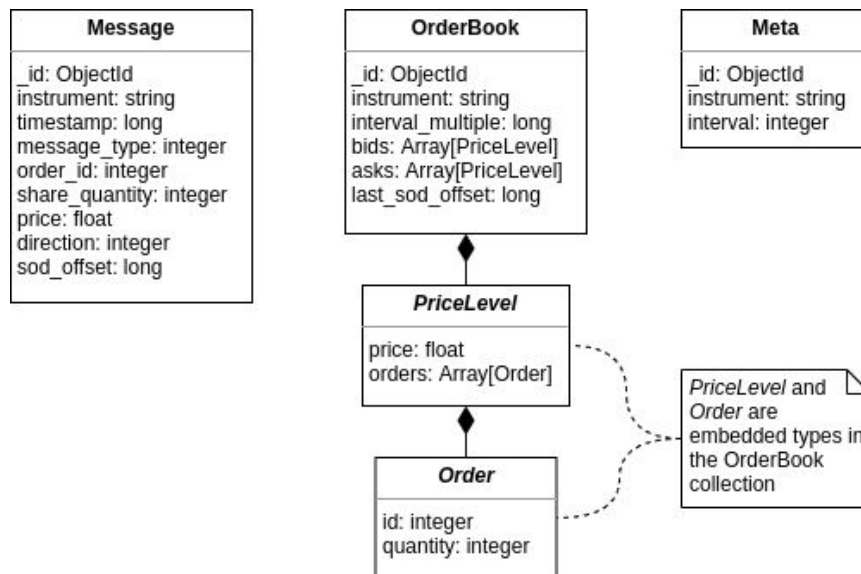 Message
_id: ObjectId
instrument: string
timestamp: long
message_type: integer
order_id: integer
share_quantity: integer
price: float
direction: integer
sod_offset: long
OrderBook
_id: ObjectId
instrument: string
interval_multiple: long
bids: Array[PriceLevel]
asks: Array[PriceLevel]
last_sod_offset: long
Meta
_id: ObjectId
instrument: string
interval: integer
PriceLevel
price: float
orders: Array[Order]
Order
id: integer
quantity: integer
PriceLevel and
Order are
embedded types in
the OrderBook
collection